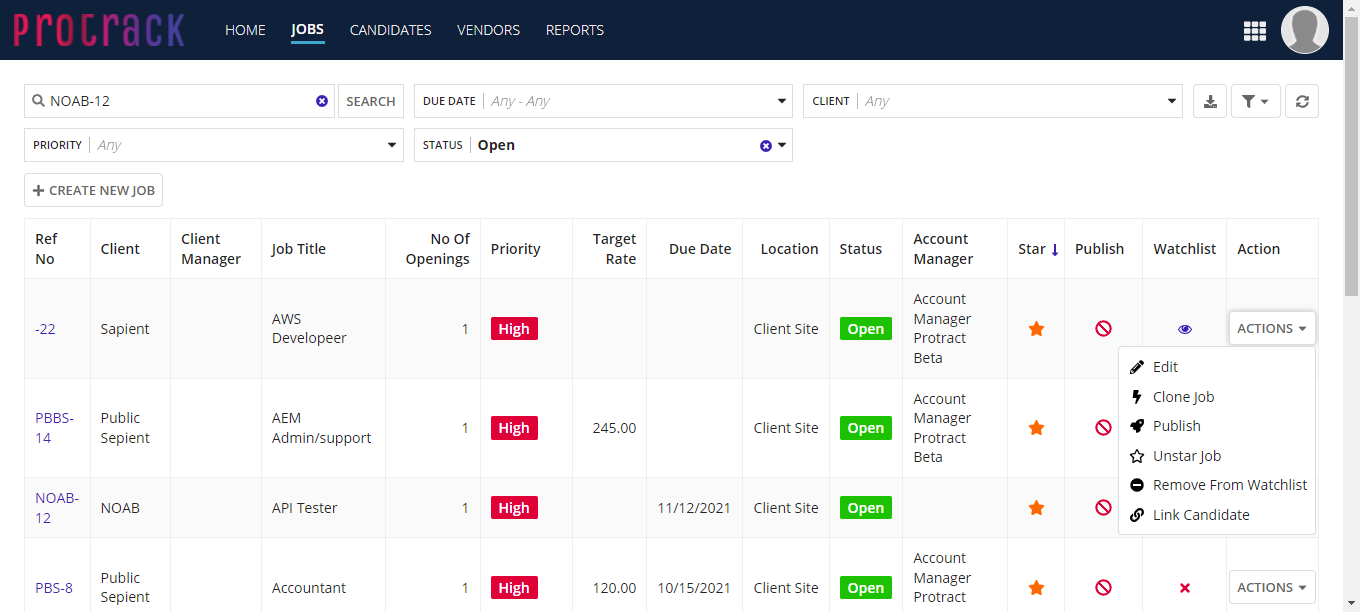 protrack
HOME JOBS CANDIDATES VENDORS REPORTS
NOAB-12 SEARCH DUE DATE Any - Any CLIENT Any
PRIORITY Any STATUS Open
CREATE NEW JOB
Ref No Client Client Manager Job Title No Of Openings Priority Target Rate Due Date Location Status Account Manager Star Publish Watchlist Action
-22 Sapient AWS Developeer 1 High Client Site Open Account Manager Protract Beta ACTIONS
Edit
Clone Job
Publish
Unstar Job
Remove From Watchlist
Link Candidate
PBBS-14 Public Sepient AEM Admin/support 1 High 245.00 Client Site Open Account Manager Protract Beta
NOAB-12 NOAB API Tester 1 High 11/12/2021 Client Site Open
PBS-8 Public Sepient Accountant 1 High 120.00 10/15/2021 Client Site Open Account Manager Protract ACTIONS